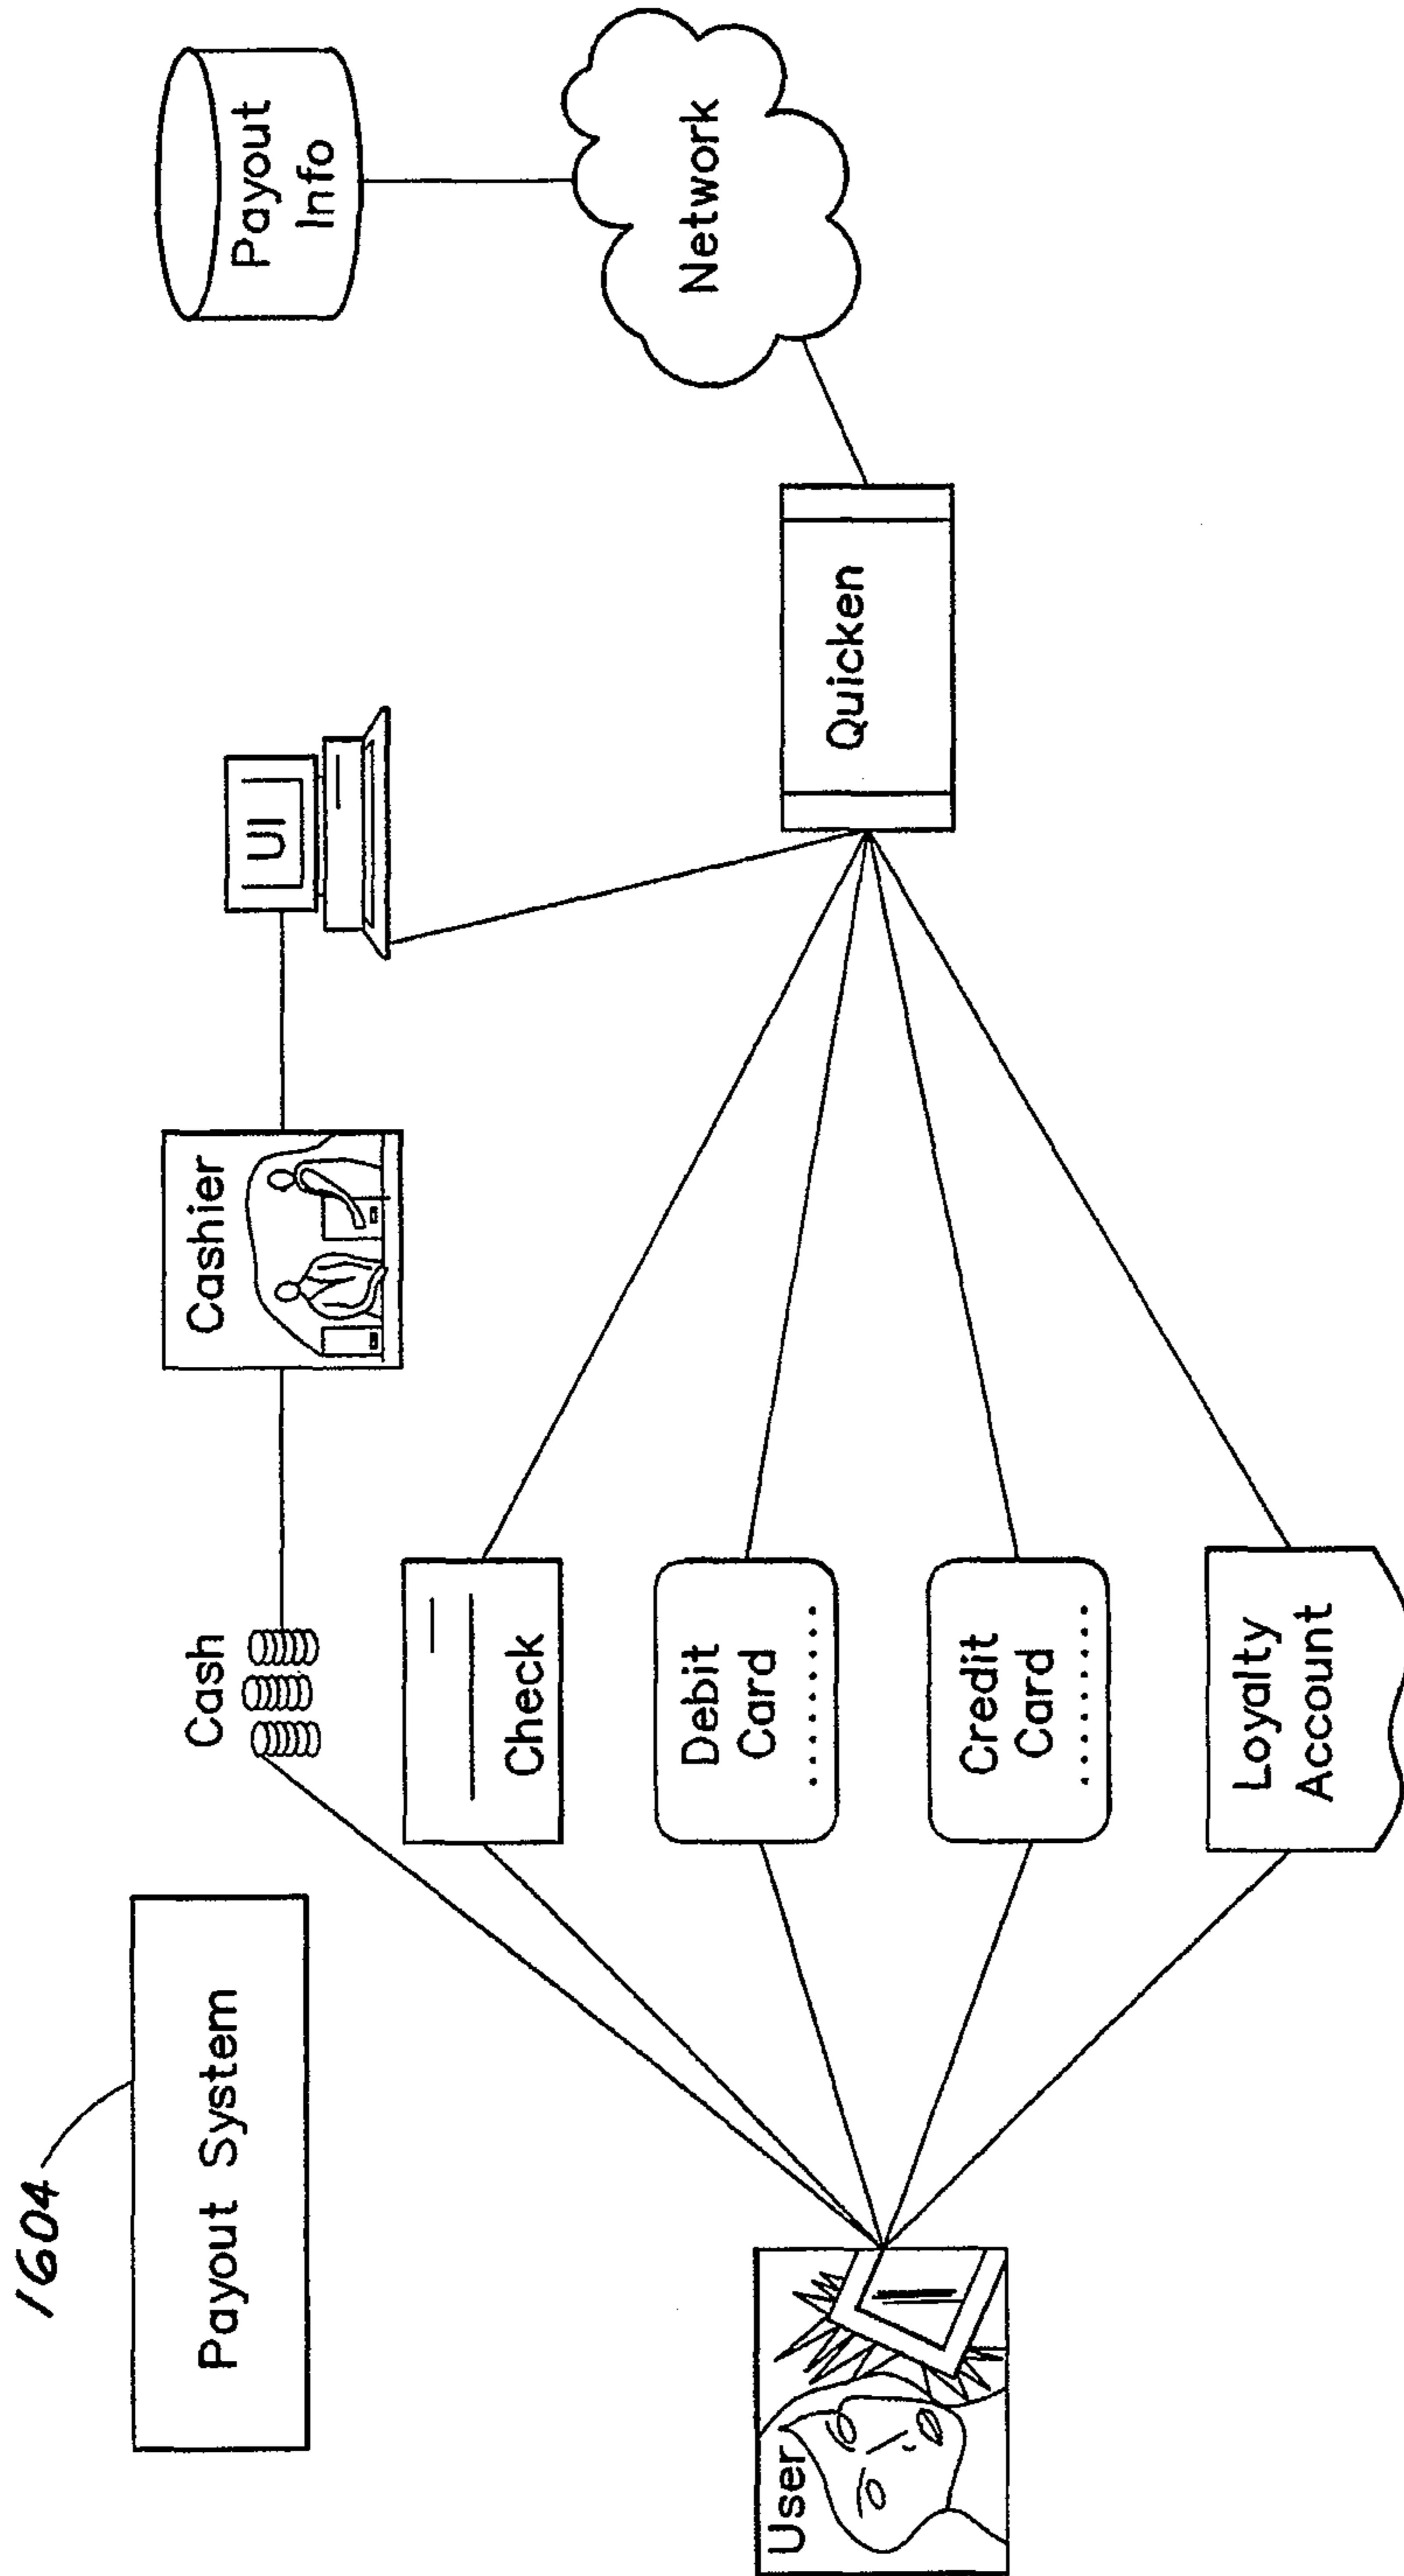 1604
Payout System
Cash
Cashier
UI
Payout
Info
User
Check
Debit
Card
Credit
Card
Loyalty
Account
Quicken
Network